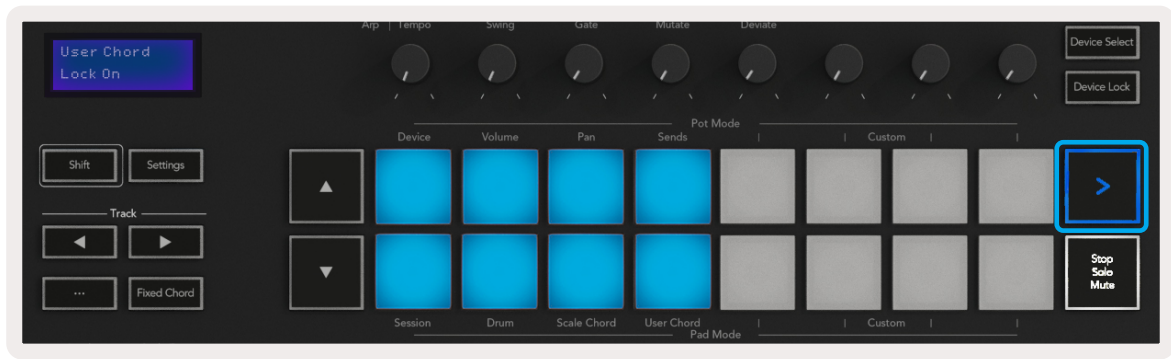 Arp | Tempo Swing Gate Mutate Deviate
User Chord
Lock On
Device Select
Device Lock
Pot Mode
Device Volume Pan Sends | | Custom | |
Shift Settings
▲
>
Track
◀ ▶
▼
Stop
Solo
Mute
... Fixed Chord
Session Drum Scale Chord User Chord | | Custom | |
Pad Mode